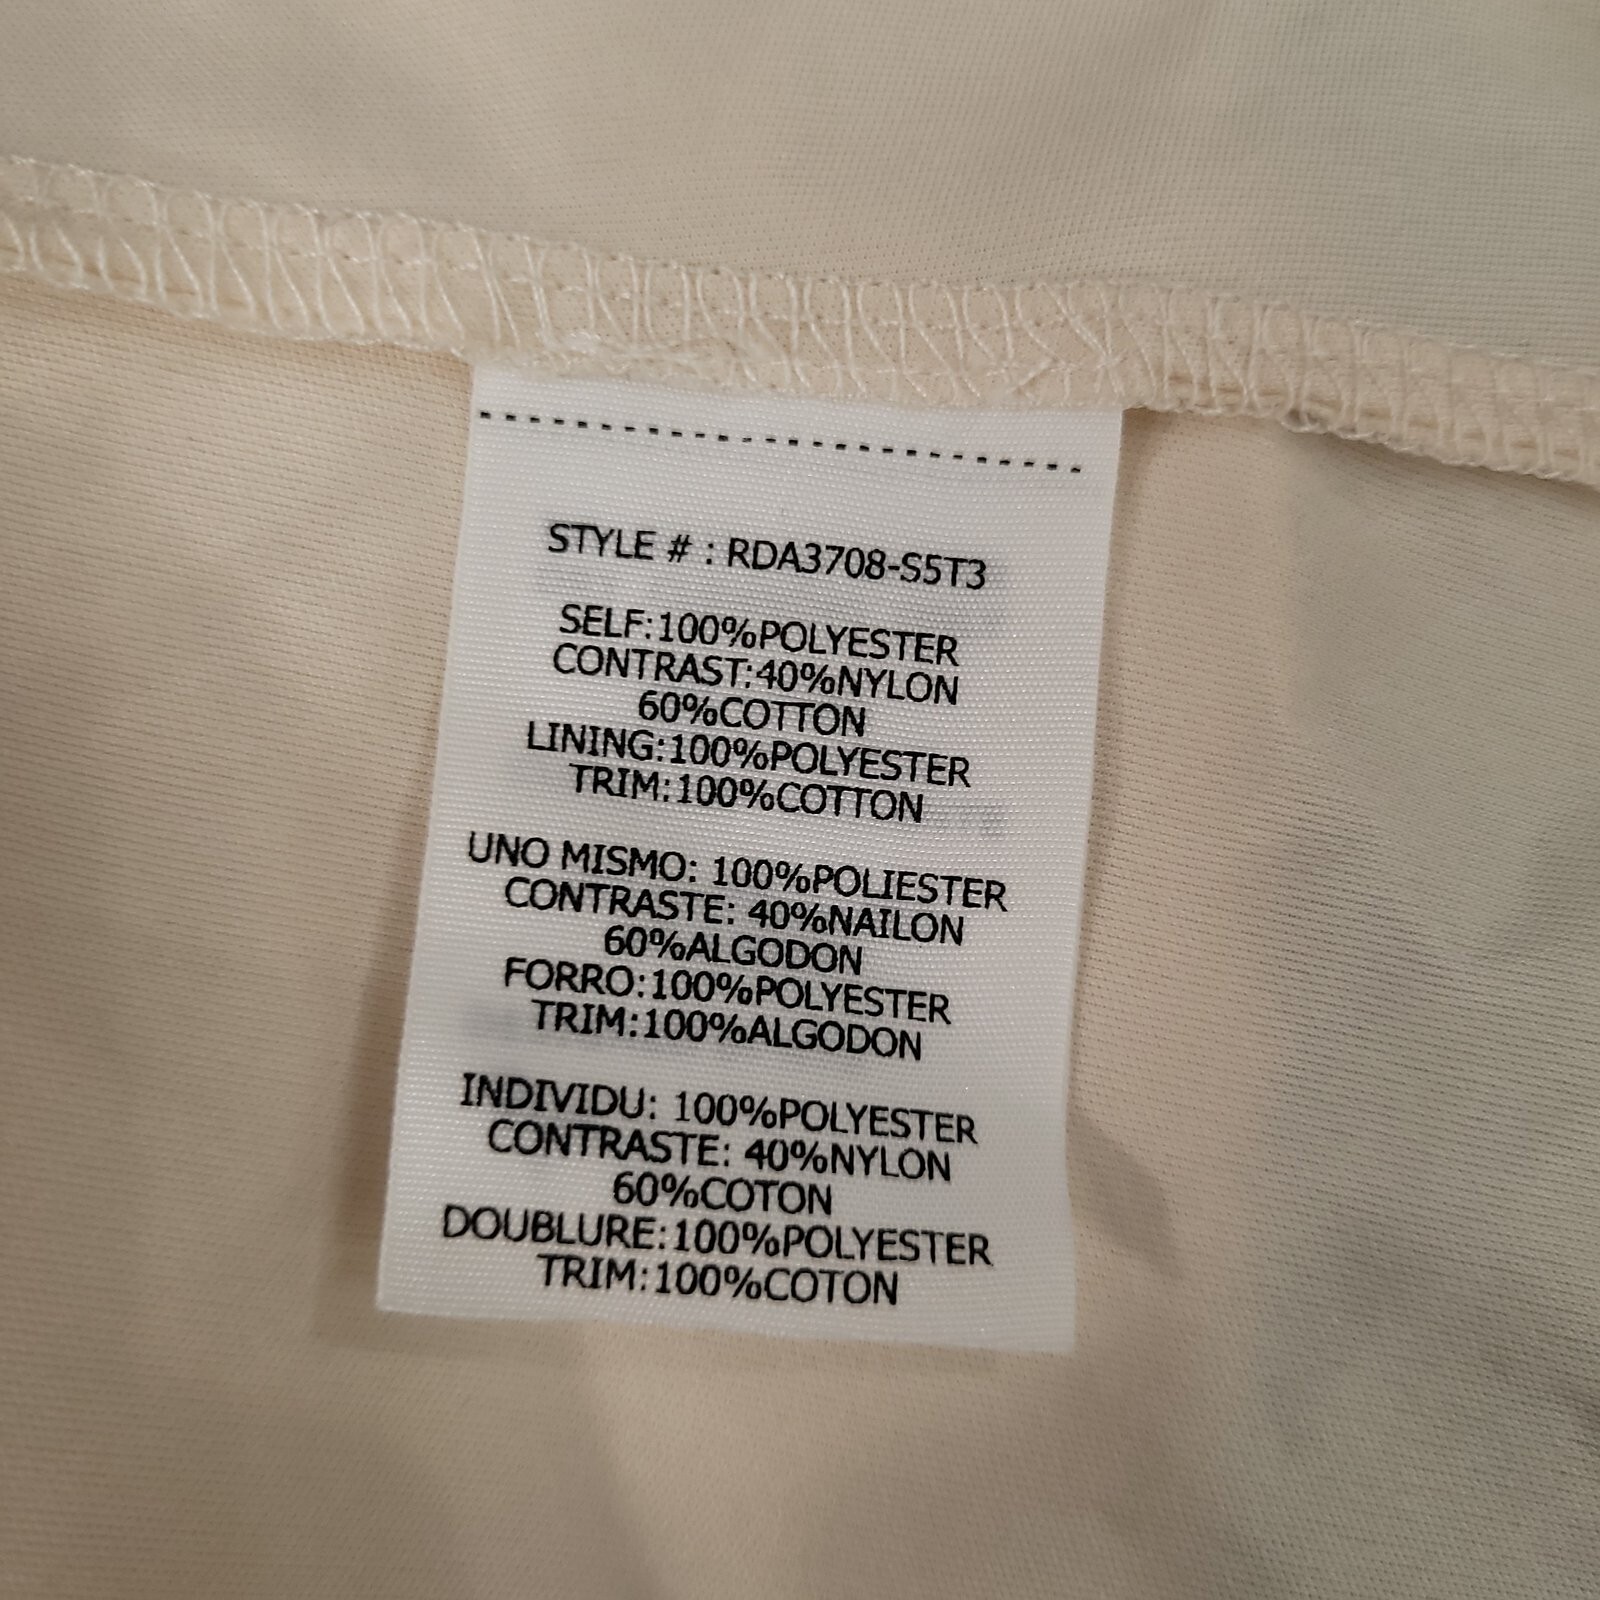 STYLE # : RDA3708-S5T3
SELF:100%POLYESTER
CONTRAST:40%NYLON
60%COTTON
LINING:100%POLYESTER
TRIM:100%COTTON
UNO MISMO: 100%POLIESTER
CONTRASTE: 40%NAILON
60%ALGODON
FORRO:100%POLYESTER
TRIM:100%ALGODON
INDIVIDU: 100%POLYESTER
CONTRASTE: 40%NYLON
60%COTON
DOUBLURE:100%POLYESTER
TRIM:100%COTON